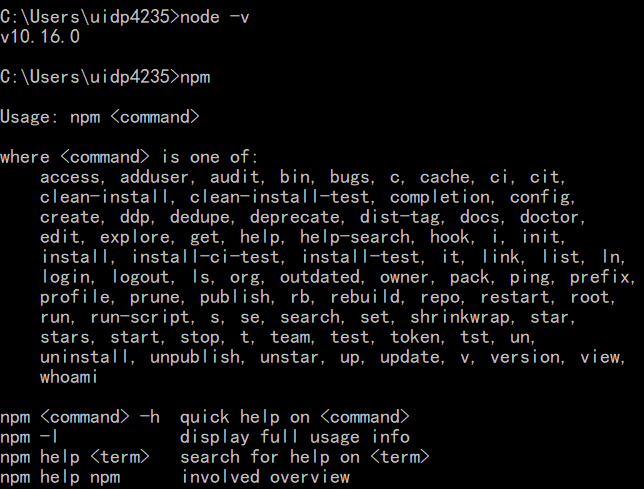 C:\Users\uidp4235>node -v
v10.16.0
C:\Users\uidp4235>npm
Usage: npm <command>
where <command> is one of:
access, adduser, audit, bin, bugs, c, cache, ci, cit,
clean-install, clean-install-test, completion, config,
create, ddp, dedupe, deprecate, dist-tag, docs, doctor,
edit, explore, get, help, help-search, hook, i, init,
install, install-ci-test, install-test, it, link, list, ln,
login, logout, ls, org, outdated, owner, pack, ping, prefix,
profile, prune, publish, rb, rebuild, repo, restart, root,
run, run-script, s, se, search, set, shrinkwrap, star,
stars, start, stop, t, team, test, token, tst, un,
uninstall, unpublish, unstar, up, update, v, version, view,
whoami
npm <command> -h  quick help on <command>
npm -l            display full usage info
npm help <term>   search for help on <term>
npm help npm      involved overview